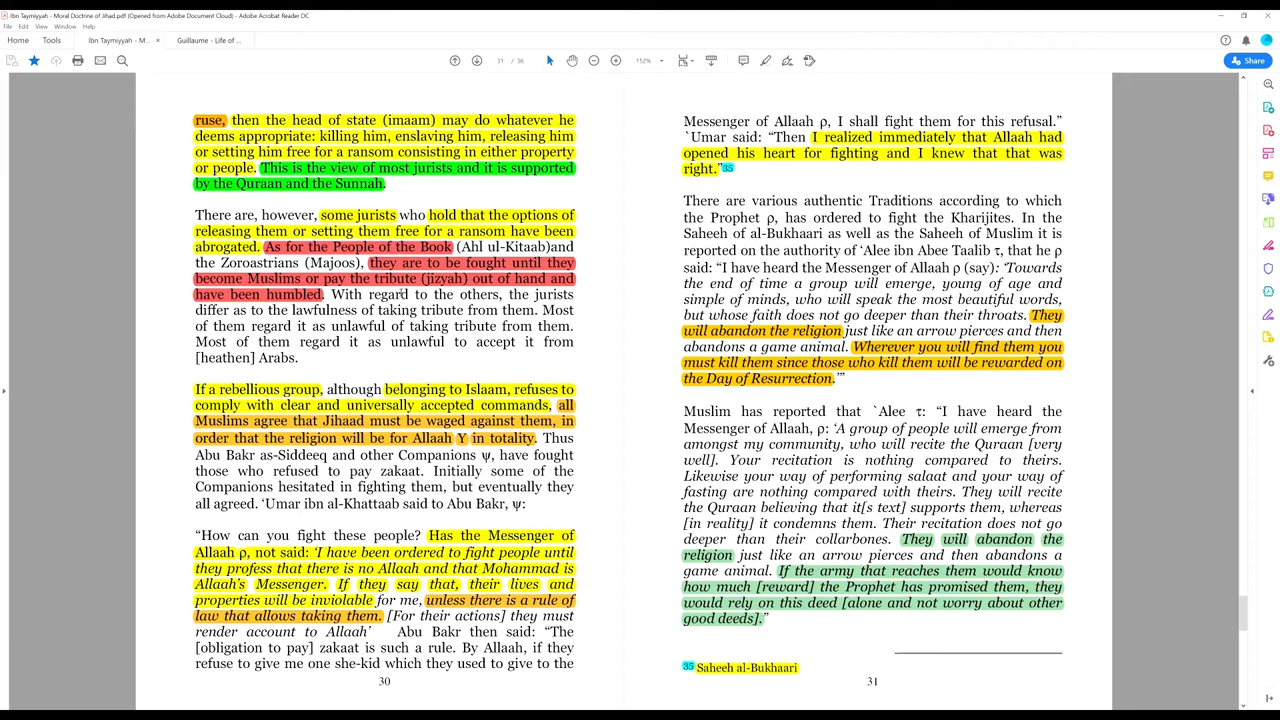 Ibn Taymiyyah - Moral Doctrine of Jihad.pdf (Opened from Adobe Document Cloud) - Adobe Acrobat Reader DC
File Edit View Window Help
Home Tools Ibn Taymiyyah - M... × Guillaume - Life of ...
31 / 36 152% Share
ruse, then the head of state (imaam) may do whatever he
deems appropriate: killing him, enslaving him, releasing him
or setting him free for a ransom consisting in either property
or people. This is the view of most jurists and it is supported
by the Quraan and the Sunnah.
There are, however, some jurists who hold that the options of
releasing them or setting them free for a ransom have been
abrogated. As for the People of the Book (Ahl ul-Kitaab)and
the Zoroastrians (Majoos), they are to be fought until they
become Muslims or pay the tribute (jizyah) out of hand and
have been humbled. With regard to the others, the jurists
differ as to the lawfulness of taking tribute from them. Most
of them regard it as unlawful of taking tribute from them.
Most of them regard it as unlawful to accept it from
[heathen] Arabs.
If a rebellious group, although belonging to Islaam, refuses to
comply with clear and universally accepted commands, all
Muslims agree that Jihaad must be waged against them, in
order that the religion will be for Allaah Y in totality. Thus
Abu Bakr as-Siddeeq and other Companions ψ, have fought
those who refused to pay zakaat. Initially some of the
Companions hesitated in fighting them, but eventually they
all agreed. ‘Umar ibn al-Khattaab said to Abu Bakr, ψ:
“How can you fight these people? Has the Messenger of
Allaah ρ, not said: ‘I have been ordered to fight people until
they profess that there is no Allaah and that Mohammad is
Allaah’s Messenger. If they say that, their lives and
properties will be inviolable for me, unless there is a rule of
law that allows taking them. [For their actions] they must
render account to Allaah’ Abu Bakr then said: “The
[obligation to pay] zakaat is such a rule. By Allaah, if they
refuse to give me one she-kid which they used to give to the
30
Messenger of Allaah ρ, I shall fight them for this refusal.”
`Umar said: “Then I realized immediately that Allaah had
opened his heart for fighting and I knew that that was
right.”35
There are various authentic Traditions according to which
the Prophet ρ, has ordered to fight the Kharijites. In the
Saheeh of al-Bukhaari as well as the Saheeh of Muslim it is
reported on the authority of ‘Alee ibn Abee Taalib τ, that he ρ
said: “I have heard the Messenger of Allaah ρ (say): ‘Towards
the end of time a group will emerge, young of age and
simple of minds, who will speak the most beautiful words,
but whose faith does not go deeper than their throats. They
will abandon the religion just like an arrow pierces and then
abandons a game animal. Wherever you will find them you
must kill them since those who kill them will be rewarded on
the Day of Resurrection.’”
Muslim has reported that `Alee τ: “I have heard the
Messenger of Allaah, ρ: ‘A group of people will emerge from
amongst my community, who will recite the Quraan [very
well]. Your recitation is nothing compared to theirs.
Likewise your way of performing salaat and your way of
fasting are nothing compared with theirs. They will recite
the Quraan believing that it[s text] supports them, whereas
[in reality] it condemns them. Their recitation does not go
deeper than their collarbones. They will abandon the
religion just like an arrow pierces and then abandons a
game animal. If the army that reaches them would know
how much [reward] the Prophet has promised them, they
would rely on this deed [alone and not worry about other
good deeds].”
35 Saheeh al-Bukhaari
31